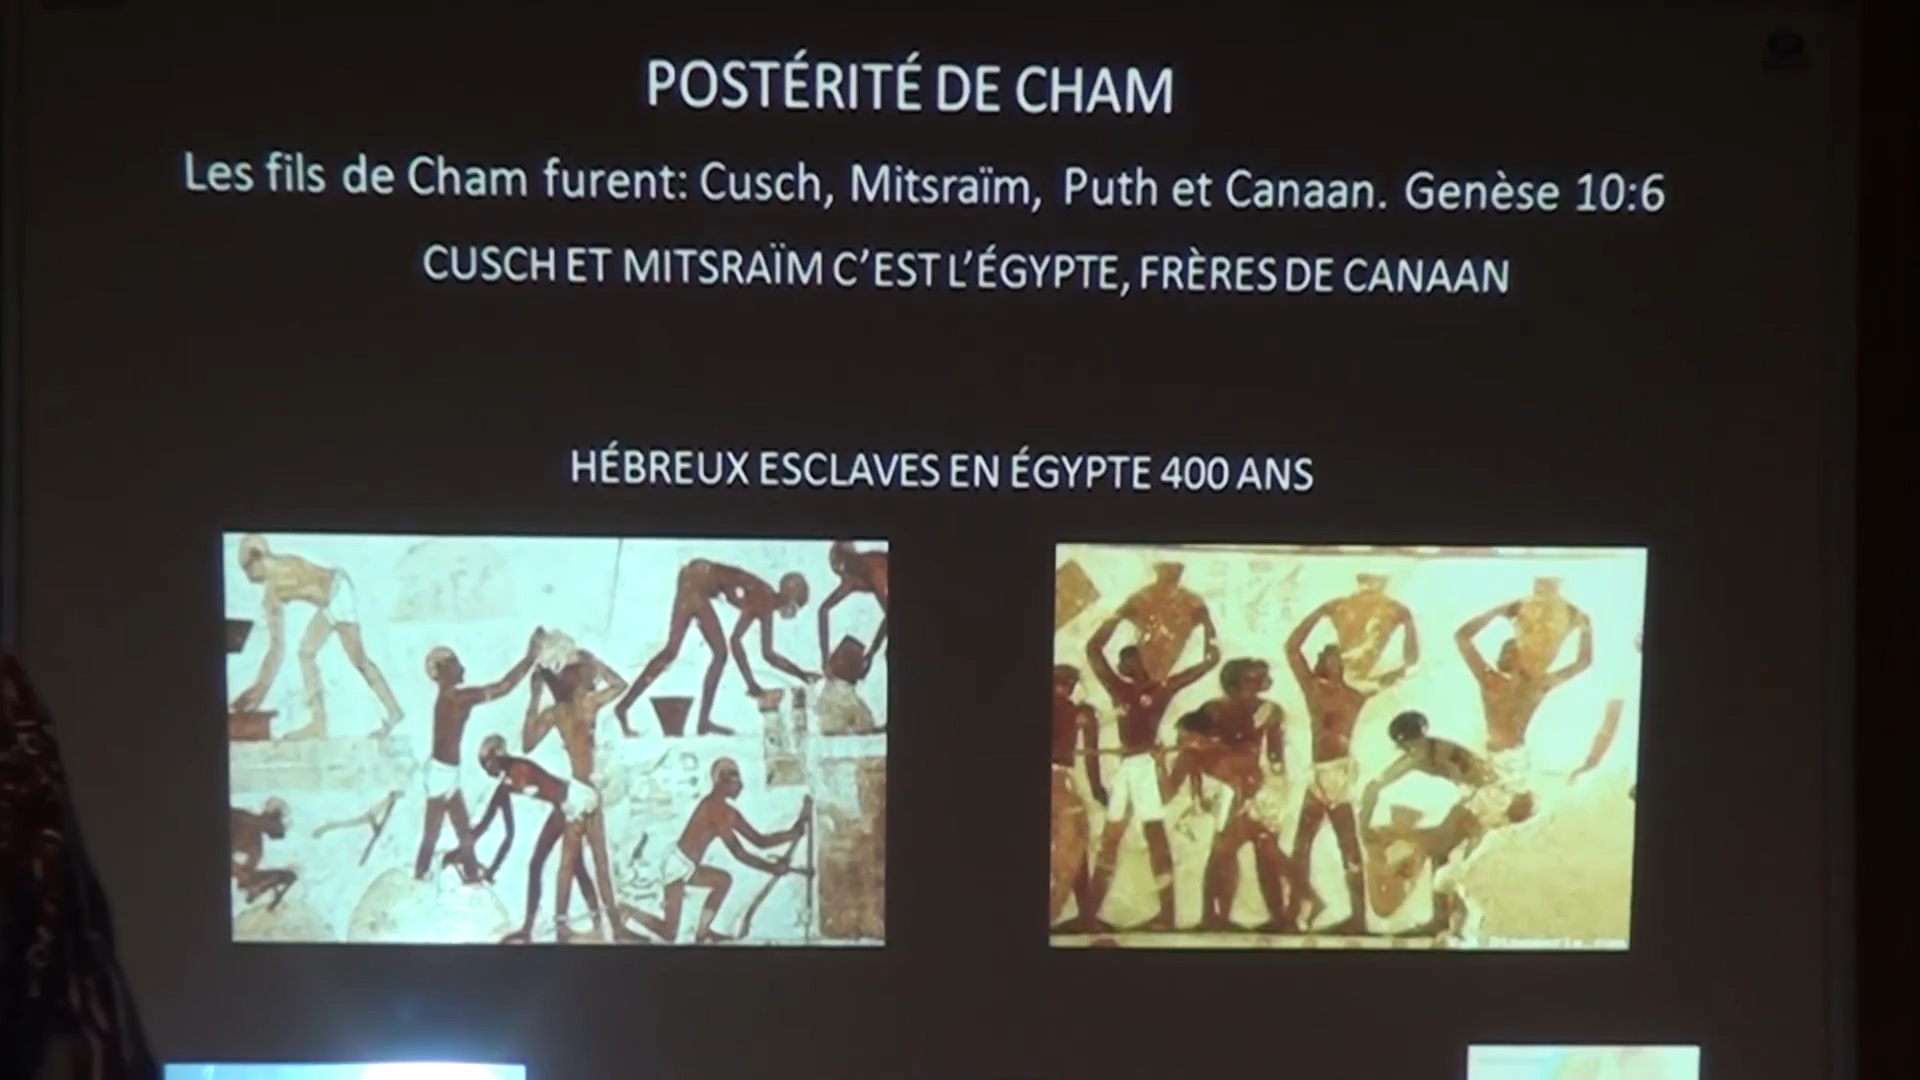 POSTÉRITÉ DE CHAM
Les fils de Cham furent: Cusch, Mitsraïm, Puth et Canaan. Genèse 10:6
CUSCH ET MITSRAÏM C'EST L'ÉGYPTE, FRÈRES DE CANAAN
HÉBREUX ESCLAVES EN ÉGYPTE 400 ANS